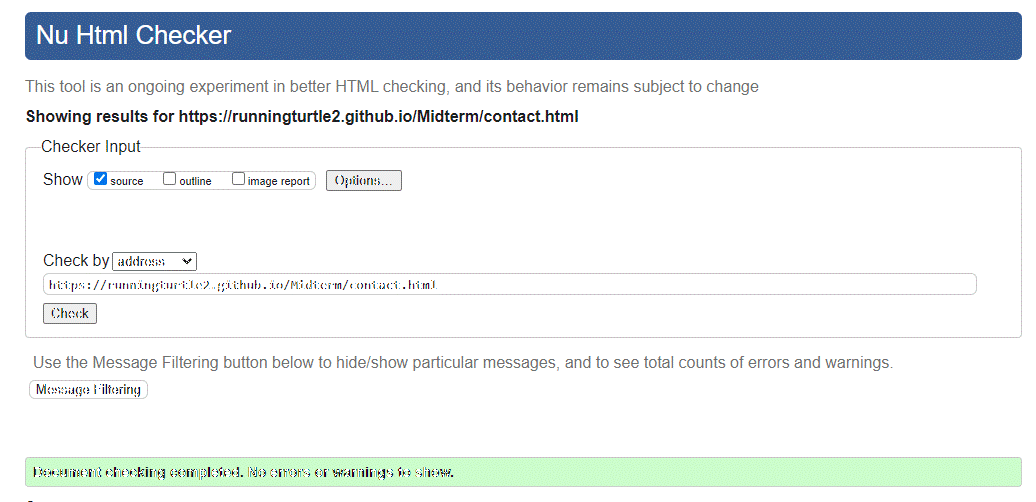 Nu Html Checker
This tool is an ongoing experiment in better HTML checking, and its behavior remains subject to change
Showing results for https://runningturtle2.github.io/Midterm/contact.html
Checker Input
Show source outline image report Options...
Check by address
https://runningturtle2.github.io/Midterm/contact.html
Check
Use the Message Filtering button below to hide/show particular messages, and to see total counts of errors and warnings.
Message Filtering
Document checking completed. No errors or warnings to show.